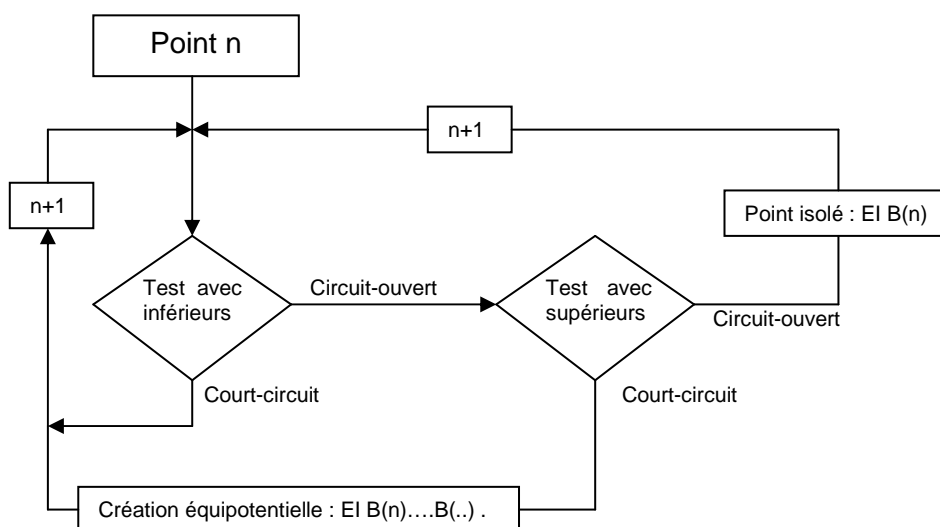 Point n
n+1
n+1
Point isolé : EI B(n)
Test avec
inférieurs
Circuit-ouvert
Test avec
supérieurs
Circuit-ouvert
Court-circuit
Court-circuit
Création équipotentielle : EI B(n)….B(..) .